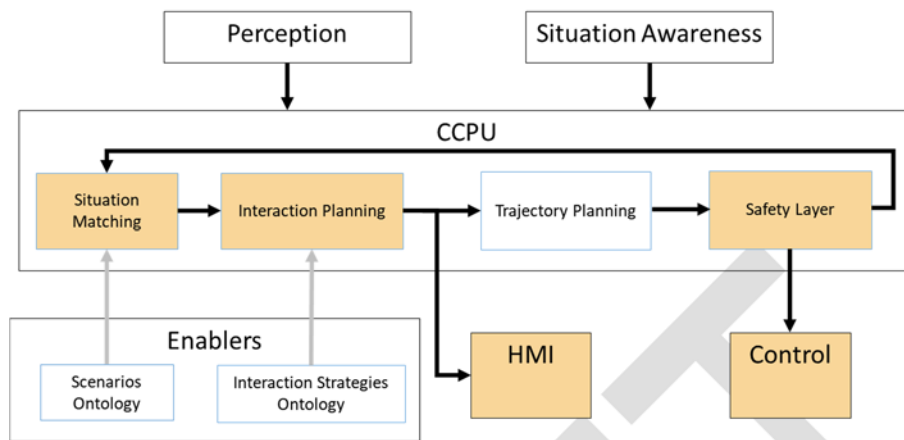 Perception
Situation Awareness
CCPU
Situation
Matching
Interaction Planning
Trajectory Planning
Safety Layer
Enablers
Scenarios
Ontology
Interaction Strategies
Ontology
HMI
Control